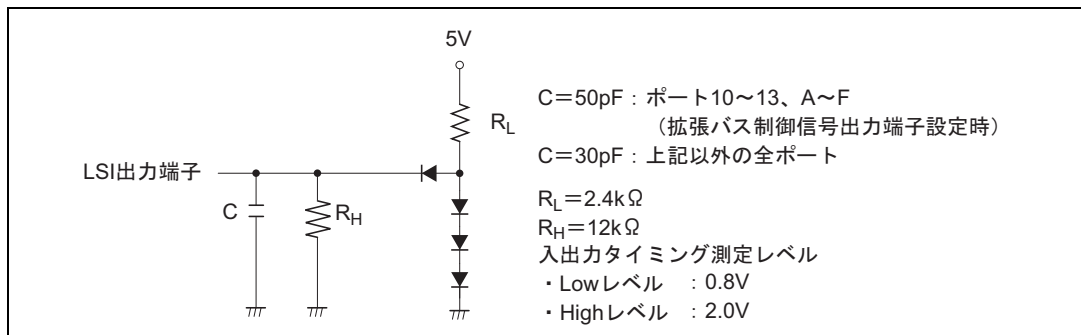 5V
RL
LSI出力端子
C
RH
C=50pF:ポート10~13、A~F
(拡張バス制御信号出力端子設定時)
C=30pF:上記以外の全ポート
RL=2.4kΩ
RH=12kΩ
入出力タイミング測定レベル
・Lowレベル :0.8V
・Highレベル :2.0V